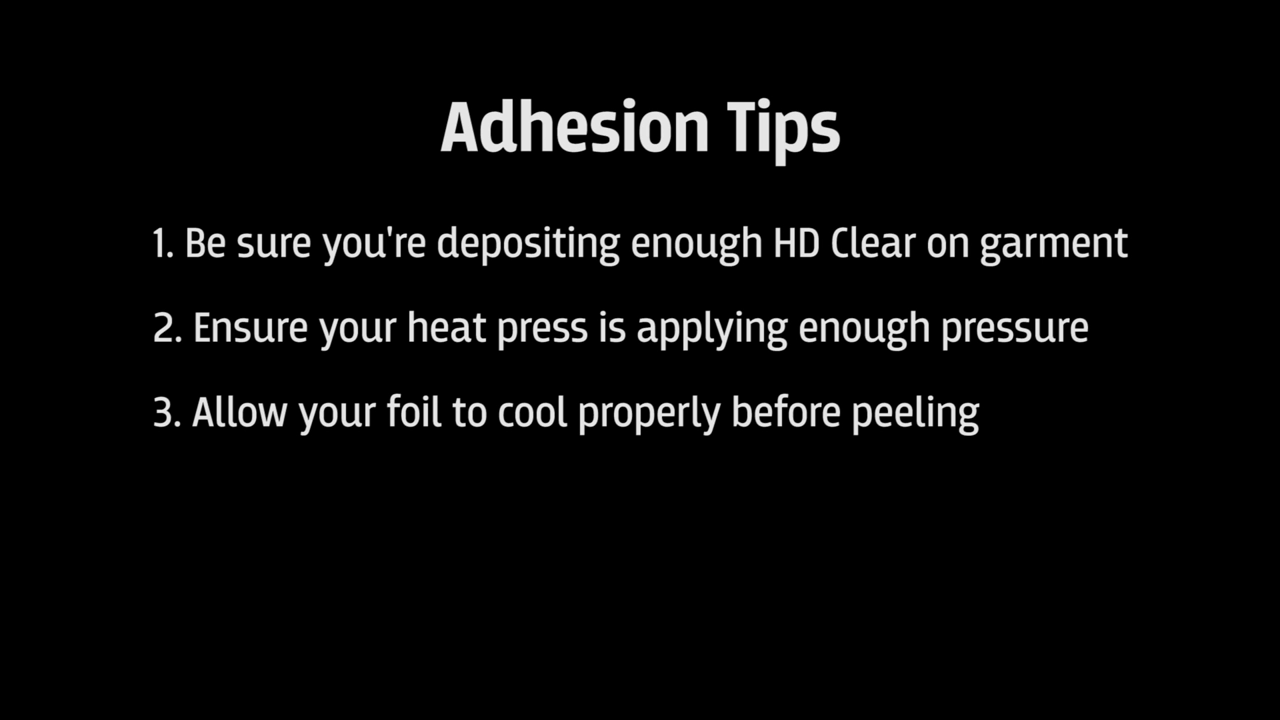 Adhesion Tips
1. Be sure you're depositing enough HD Clear on garment
2. Ensure your heat press is applying enough pressure
3. Allow your foil to cool properly before peeling